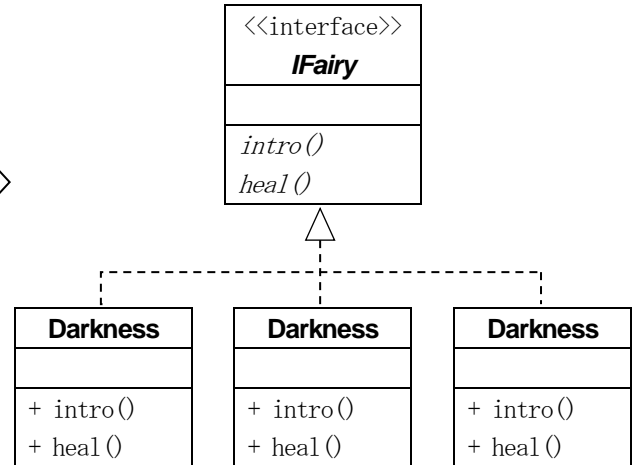 <<interface>>
IFairy
intro()
heal()
Darkness
+ intro()
+ heal()
Darkness
+ intro()
+ heal()
Darkness
+ intro()
+ heal()